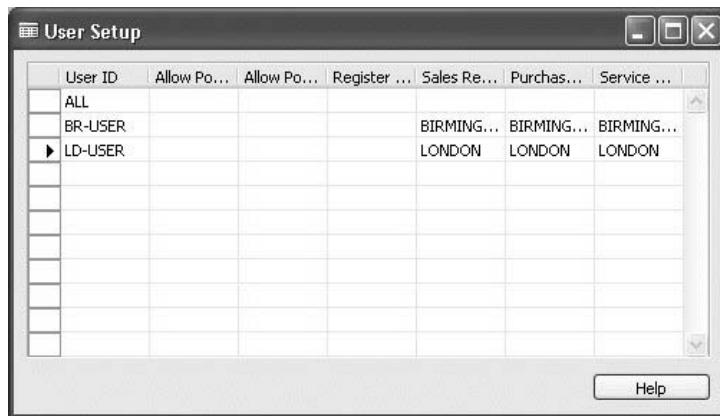 User Setup
User ID Allow Po... Allow Po... Register ... Sales Re... Purchas... Service ...
ALL
BR-USER BIRMING... BIRMING... BIRMING...
LD-USER LONDON LONDON LONDON
Help